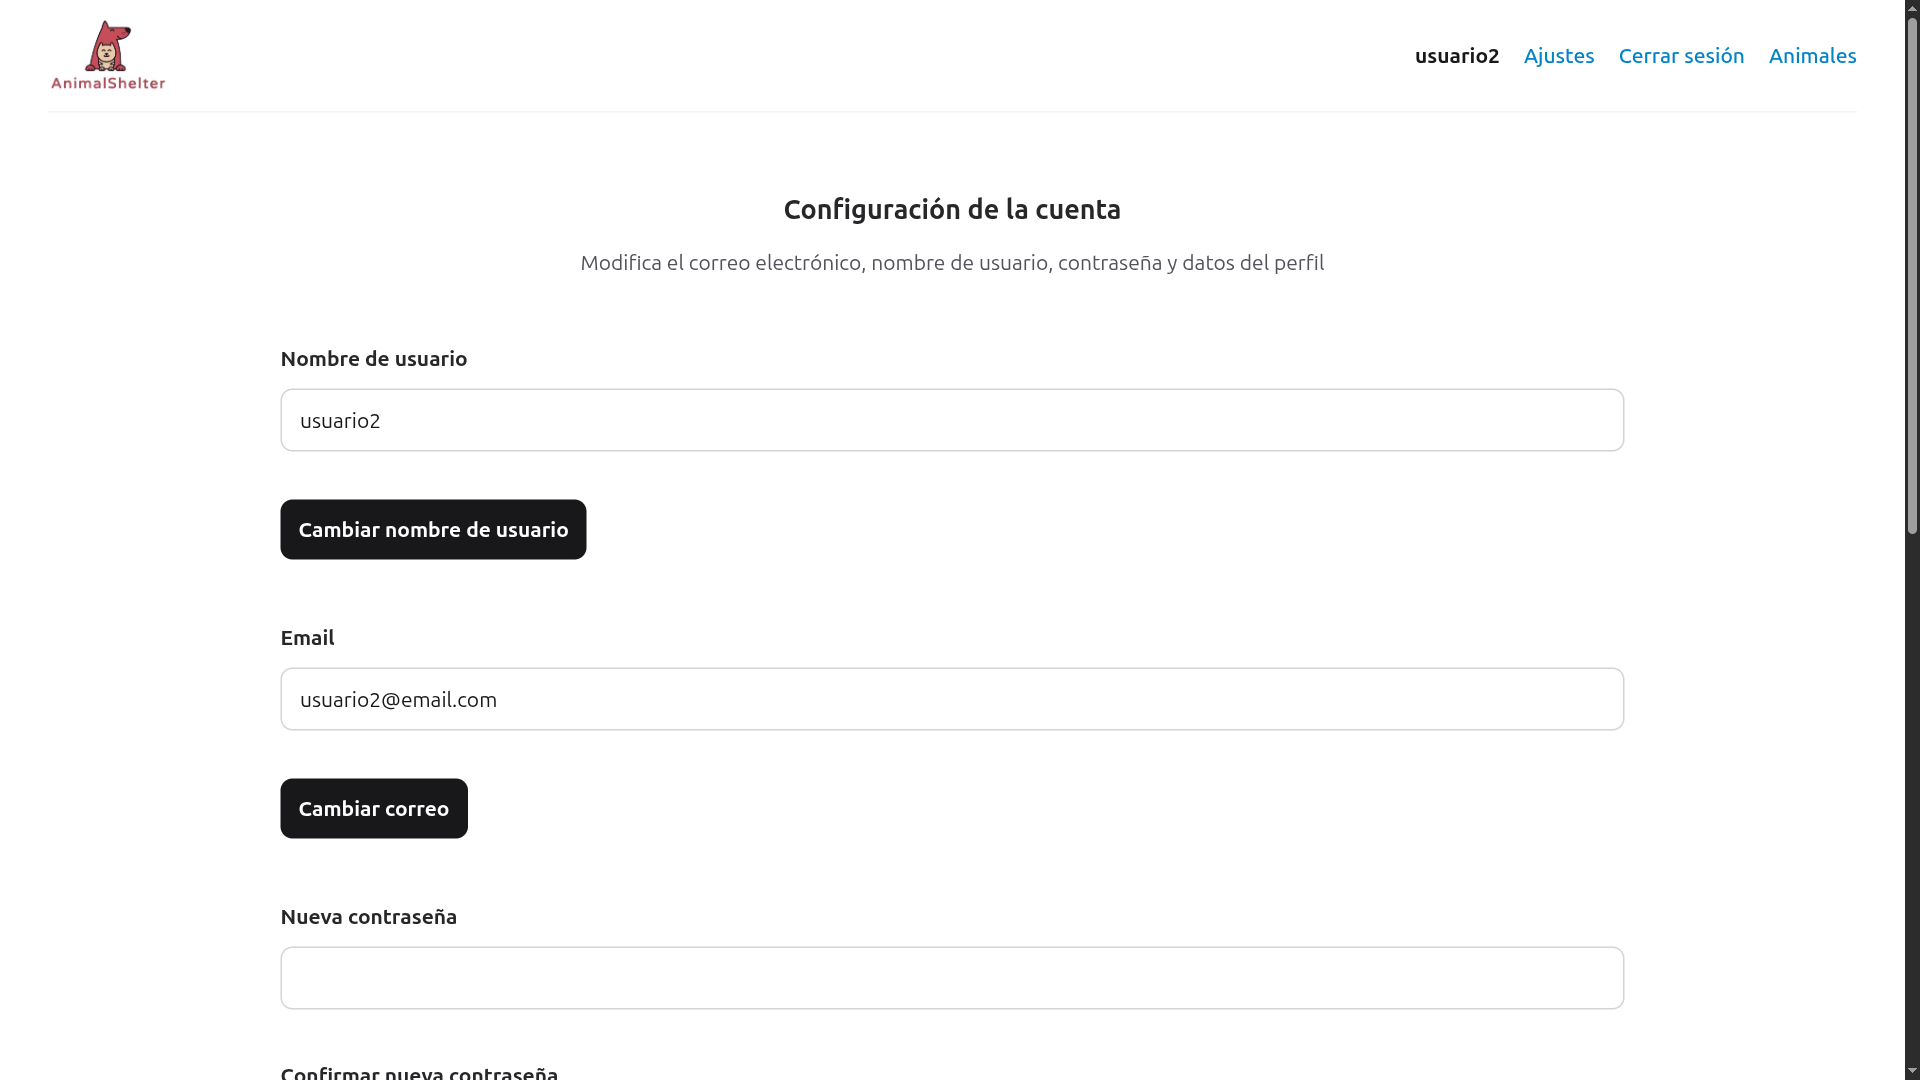 AnimalShelter
usuario2 Ajustes Cerrar sesión Animales
Configuración de la cuenta
Modifica el correo electrónico, nombre de usuario, contraseña y datos del perfil
Nombre de usuario
usuario2
Cambiar nombre de usuario
Email
usuario2@email.com
Cambiar correo
Nueva contraseña
Confirmar nueva contraseña